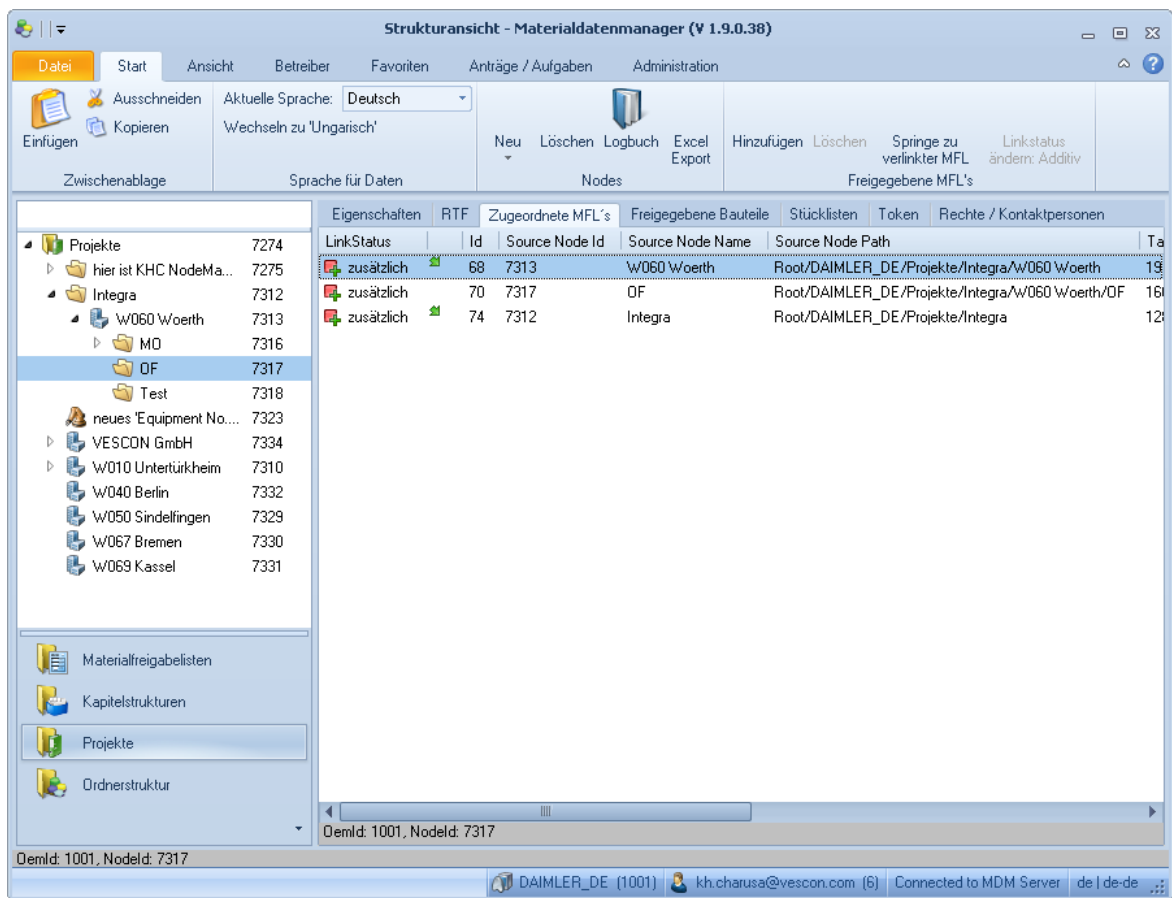 Strukturansicht - Materialdatenmanager (V 1.9.0.38)
Datei Start Ansicht Betreiber Favoriten Anträge / Aufgaben Administration
Einfügen Ausschneiden Kopieren
Zwischenablage
Aktuelle Sprache: Deutsch
Wechseln zu 'Ungarisch'
Sprache für Daten
Neu Löschen Logbuch Excel Export
Nodes
Hinzufügen Löschen Springe zu verlinkter MFL Linkstatus ändern: Additiv
Freigegebene MFL's
Projekte 7274
hier ist KHC NodeMa... 7275
Integra 7312
W060 Woerth 7313
MO 7316
OF 7317
Test 7318
neues 'Equipment No.... 7323
VESCON GmbH 7334
W010 Untertürkheim 7310
W040 Berlin 7332
W050 Sindelfingen 7329
W067 Bremen 7330
W069 Kassel 7331
Materialfreigabelisten
Kapitelstrukturen
Projekte
Ordnerstruktur
Eigenschaften RTF Zugeordnete MFL´s Freigegebene Bauteile Stücklisten Token Rechte / Kontaktpersonen
LinkStatus Id Source Node Id Source Node Name Source Node Path Ta
zusätzlich 68 7313 W060 Woerth Root/DAIMLER_DE/Projekte/Integra/W060 Woerth 19
zusätzlich 70 7317 OF Root/DAIMLER_DE/Projekte/Integra/W060 Woerth/OF 16
zusätzlich 74 7312 Integra Root/DAIMLER_DE/Projekte/Integra 12
OemId: 1001, NodeId: 7317
OemId: 1001, NodeId: 7317
DAIMLER_DE (1001) kh.charusa@vescon.com (6) Connected to MDM Server de | de-de